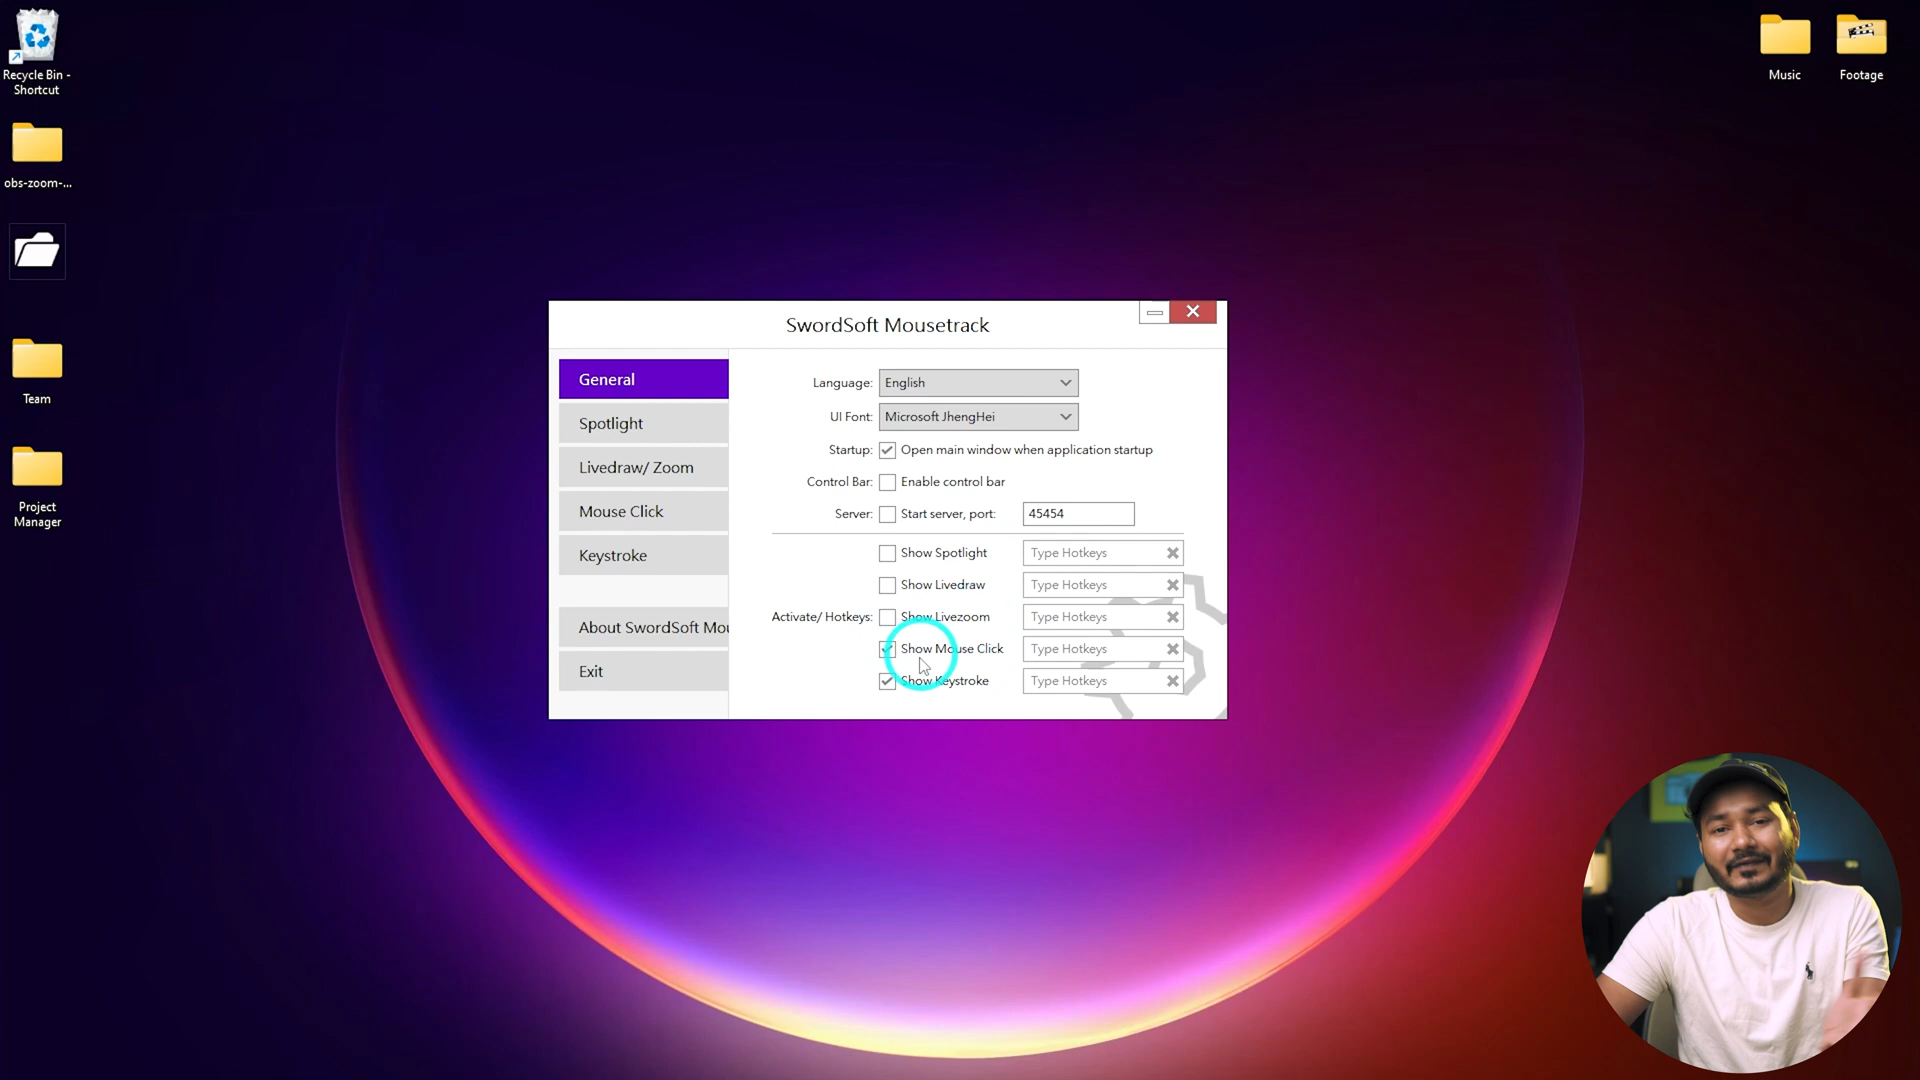 Recycle Bin -
Shortcut
obs-zoom-...
Team
Project
Manager
Music
Footage
SwordSoft Mousetrack
General
Spotlight
Livedraw/ Zoom
Mouse Click
Keystroke
About SwordSoft Mou
Exit
Language: English
UI Font: Microsoft JhengHei
Startup: Open main window when application startup
Control Bar: Enable control bar
Server: Start server, port: 45454
Show Spotlight Type Hotkeys
Show Livedraw Type Hotkeys
Activate/ Hotkeys: Show Livezoom Type Hotkeys
Show Mouse Click Type Hotkeys
Show Keystroke Type Hotkeys